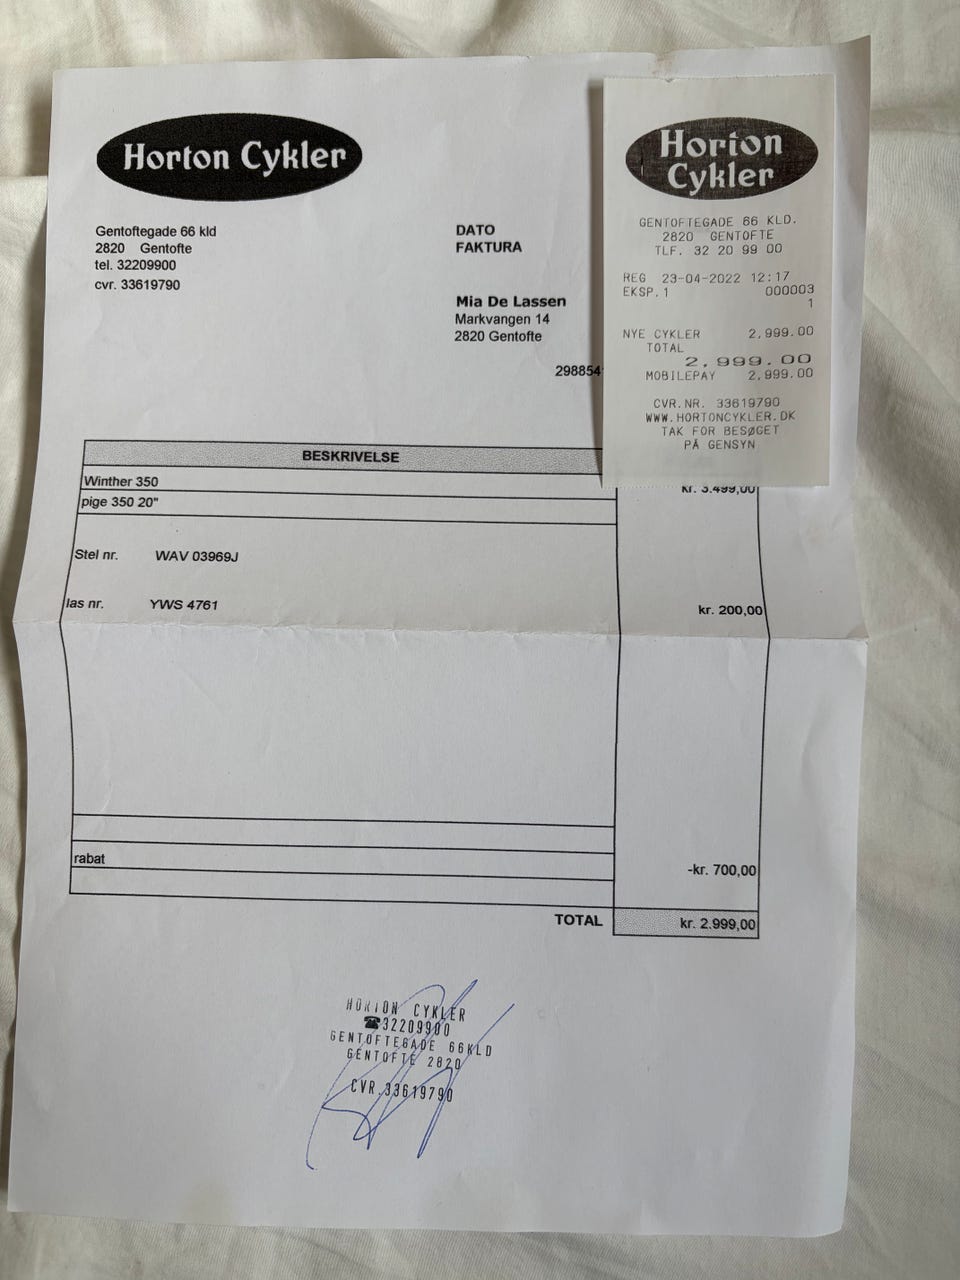 Horton Cykler
Gentoftegade 66 kld
2820 Gentofte
tel. 32209900
cvr. 33619790
DATO
FAKTURA
Mia De Lassen
Markvangen 14
2820 Gentofte
298854
Horton
Cykler
GENTOFTEGADE 66 KLD.
2820 GENTOFTE
TLF. 32 20 99 00
REG 23-04-2022 12:17
EKSP.1 000003
1
NYE CYKLER 2,999.00
TOTAL
2,999.00
MOBILEPAY 2,999.00
CVR.NR. 33619790
WWW.HORTONCYKLER.DK
TAK FOR BESØGET
PÅ GENSYN
BESKRIVELSE
Winther 350 kr. 3.499,00
pige 350 20"
Stel nr. WAV 03969J
las nr. YWS 4761 kr. 200,00
rabat -kr. 700,00
TOTAL kr. 2.999,00
HORTON CYKLER
☎32209900
GENTOFTEGADE 66KLD
GENTOFTE 2820
CVR.33619790